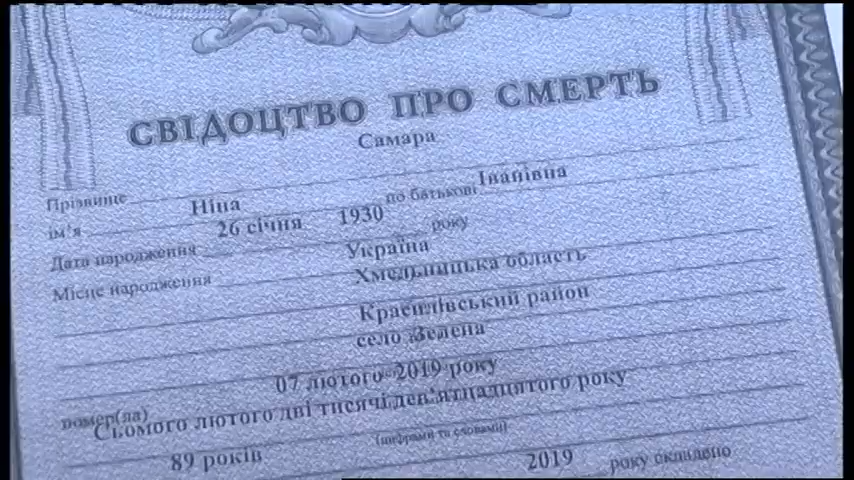 СВІДОЦТВО ПРО СМЕРТЬ
Самара
Прізвище
Ніна по батькові Іванівна
ім'я
26 січня 1930 року
Дата народження
Україна
Місце народження
Хмельницька область
Красилівський район
село Зелена
07 лютого 2019 року
помер(ла)
Сьомого лютого дві тисячі дев'ятнадцятого року
(цифрами та словами)
89 років
2019 року складено